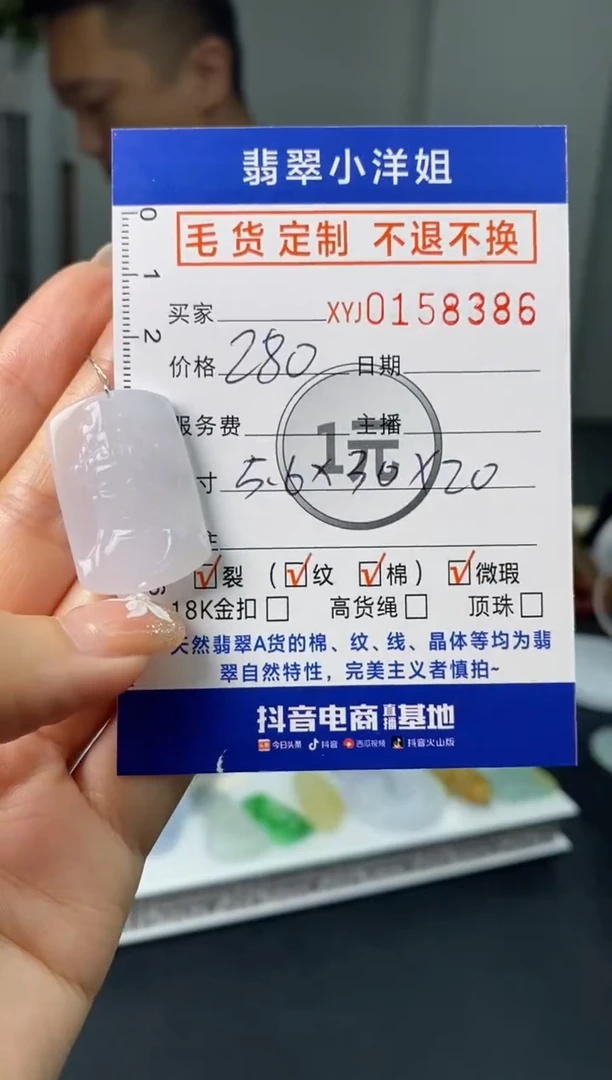 翡翠小洋姐
毛货定制 不退不换
买家 XYJ0158386
价格 280 日期
服务费 主播
1元
寸 5.6×30×20
注
裂 (纹 棉) 微瑕
18K金扣 高货绳 顶珠
天然翡翠A货的棉、纹、线、晶体等均为翡
翠自然特性，完美主义者慎拍~
抖音电商直播基地
今日头条 抖音 西瓜视频 抖音火山版
0
1
2